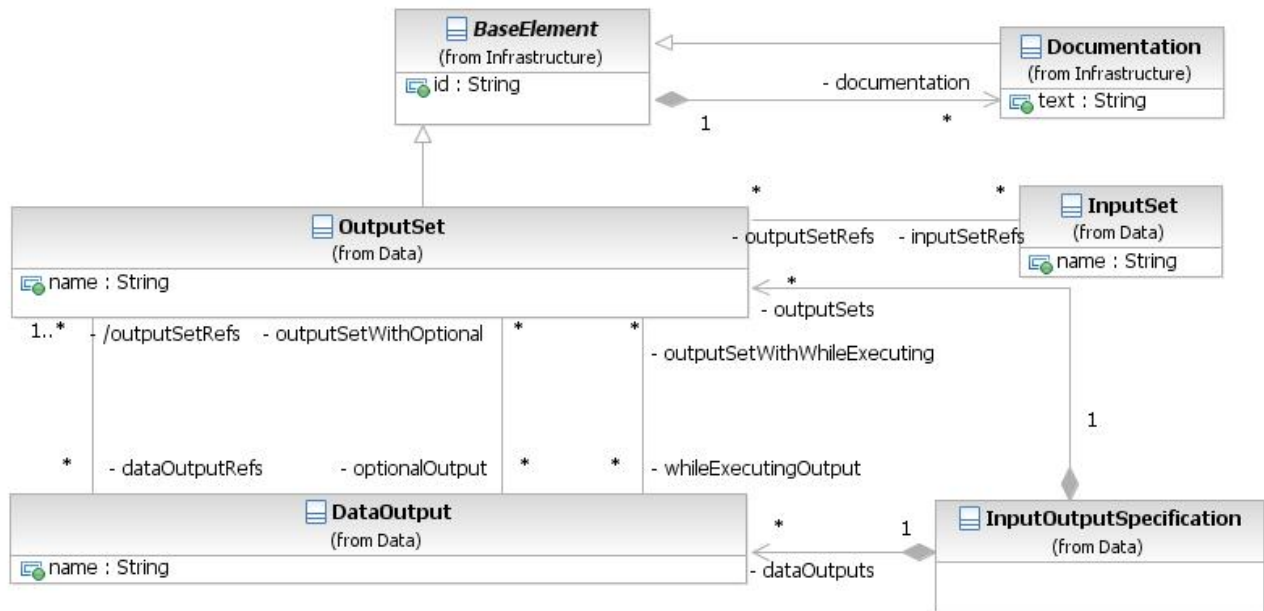 BaseElement
(from Infrastructure)
id : String
Documentation
(from Infrastructure)
text : String
- documentation
1
*
OutputSet
(from Data)
name : String
*
*
- outputSetRefs
- inputSetRefs
InputSet
(from Data)
name : String
*
- outputSets
1..*
- /outputSetRefs
- outputSetWithOptional
*
*
- outputSetWithWhileExecuting
1
*
- dataOutputRefs
- optionalOutput
*
*
- whileExecutingOutput
DataOutput
(from Data)
name : String
*
1
- dataOutputs
InputOutputSpecification
(from Data)